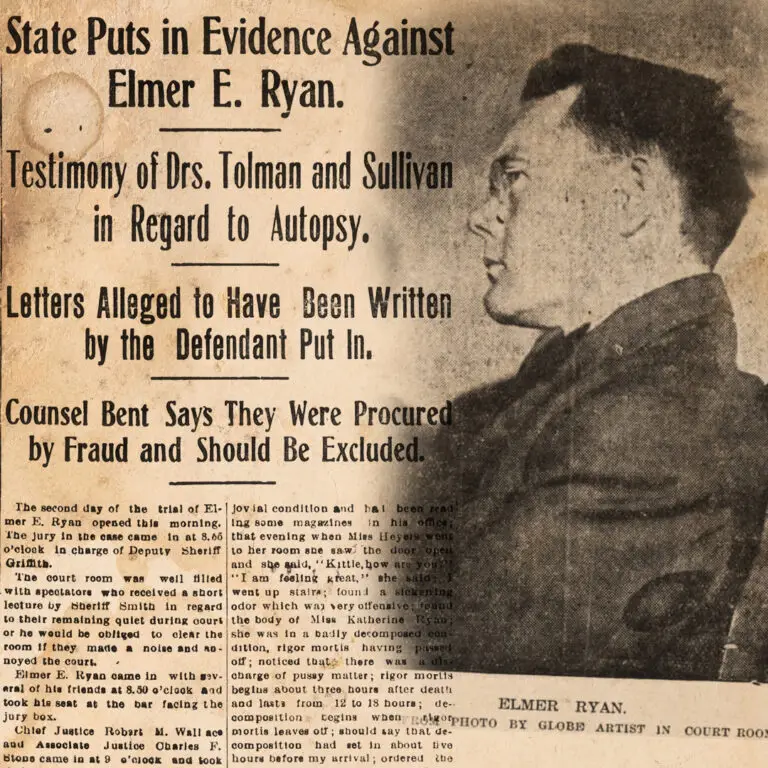 State Puts in Evidence Against
Elmer E. Ryan.
Testimony of Drs. Tolman and Sullivan
in Regard to Autopsy.
Letters Alleged to Have Been Written
by the Defendant Put In.
Counsel Bent Says They Were Procured
by Fraud and Should Be Excluded.
The second day of the trial of El-
mer E. Ryan opened this morning.
The jury in the case came in at 8.55
o'clock in charge of Deputy Sheriff
Griffith.
The court room was well filled
with spectators who received a short
lecture by Sheriff Smith in regard
to their remaining quiet during court
or he would be obliged to clear the
room if they made a noise and an-
noyed the court.
Elmer E. Ryan came in with sev-
eral of his friends at 8.50 o'clock and
took his seat at the bar facing the
jury box.
Chief Justice Robert M. Wallace
and Associate Justice Charles F.
Stone came in at 9 o'clock and took
jovial condition and had been read
ing some magazines in his office;
that evening when Miss Heyers went
to her room she saw the door open
and she said, "Kittle, how are you?"
"I am feeling great," she said; I
went up stairs; found a sickening
odor which was very offensive; found
the body of Miss Katherine Ryan;
she was in a badly decomposed con-
dition, rigor mortis having passed
off; noticed that there was a dis-
charge of pussy matter; rigor mortis
begins about three hours after death
and lasts from 12 to 18 hours; de-
composition begins when rigor
mortis leaves off; should say that de-
composition had set in about five
hours before my arrival; ordered the
ELMER RYAN.
FROM PHOTO BY GLOBE ARTIST IN COURT ROOM